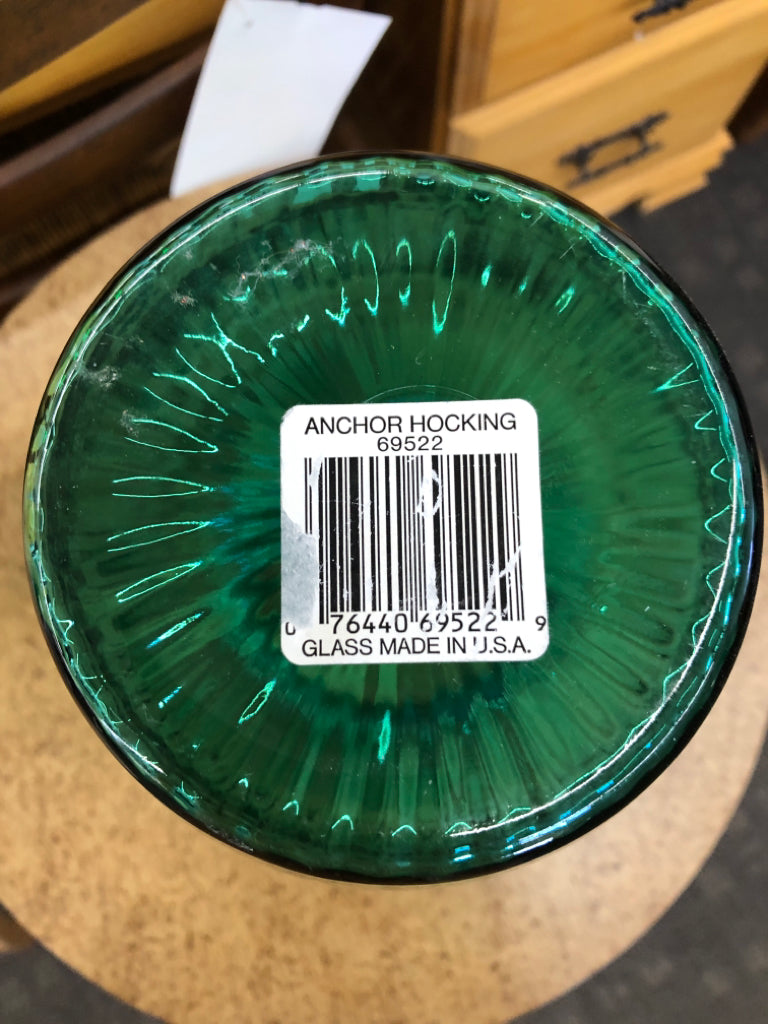 ANCHOR HOCKING
69522
0 76440 69522 9
GLASS MADE IN U.S.A.